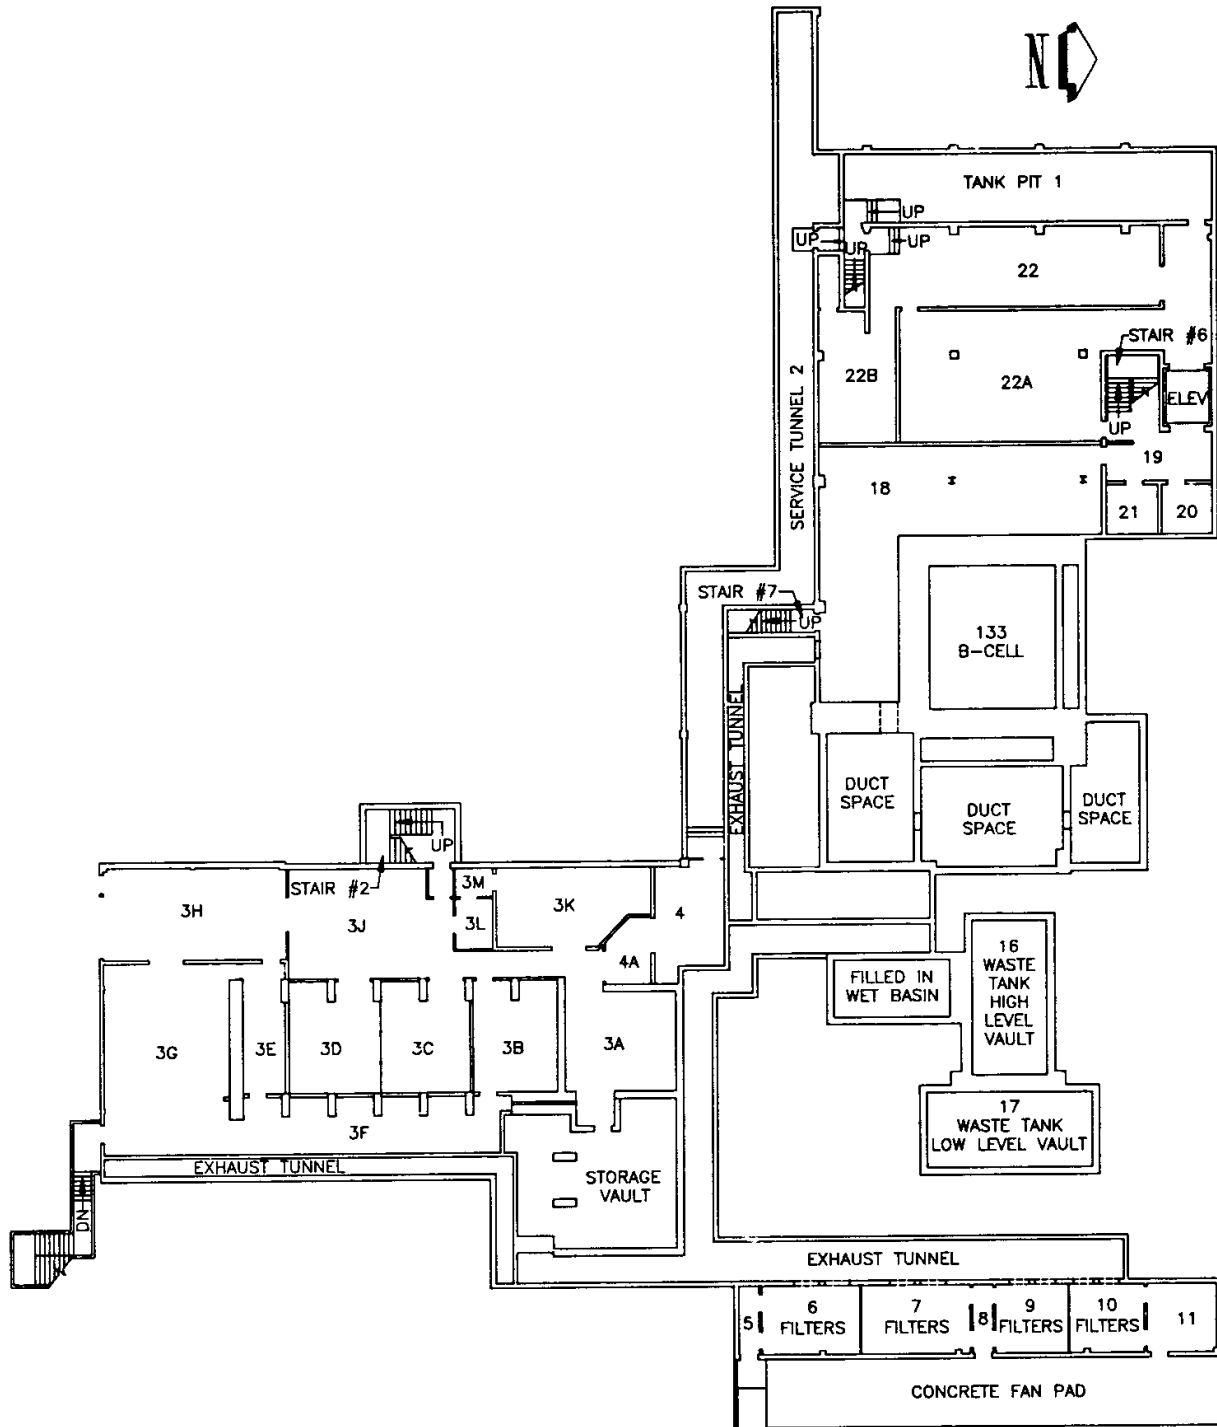 N
TANK PIT 1
UP
UP
UP
UP
22
STAIR #6
22B
22A
ELEV
UP
SERVICE TUNNEL 2
19
18
21
20
STAIR #7
UP
133
B-CELL
EXHAUST TUNNEL
DUCT
SPACE
DUCT
SPACE
DUCT
SPACE
UP
STAIR #2
3M
3H
3J
3K
3L
4
4A
16
WASTE
TANK
HIGH
LEVEL
VAULT
FILLED IN
WET BASIN
3G
3E
3D
3C
3B
3A
17
WASTE TANK
LOW LEVEL VAULT
3F
EXHAUST TUNNEL
STORAGE
VAULT
DN
EXHAUST TUNNEL
5
6
FILTERS
7
FILTERS
8
9
FILTERS
10
FILTERS
11
CONCRETE FAN PAD